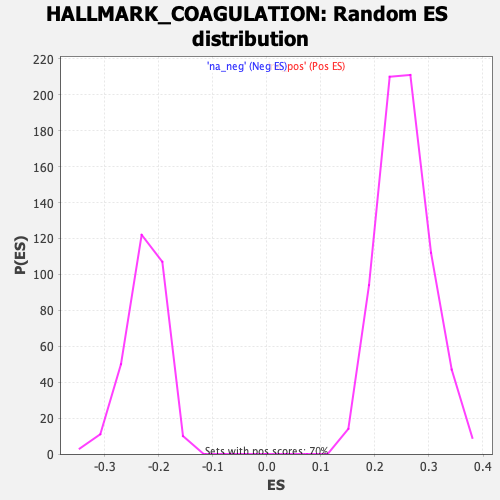 HALLMARK_COAGULATION: Random ES
distribution
'na_neg' (Neg ES)pos' (Pos ES)
220
200
180
160
140
120
100
80
60
40
20
0
P(ES)
Sets with pos scores: 70%
-0.3 -0.2 -0.1 0.0 0.1 0.2 0.3 0.4
ES